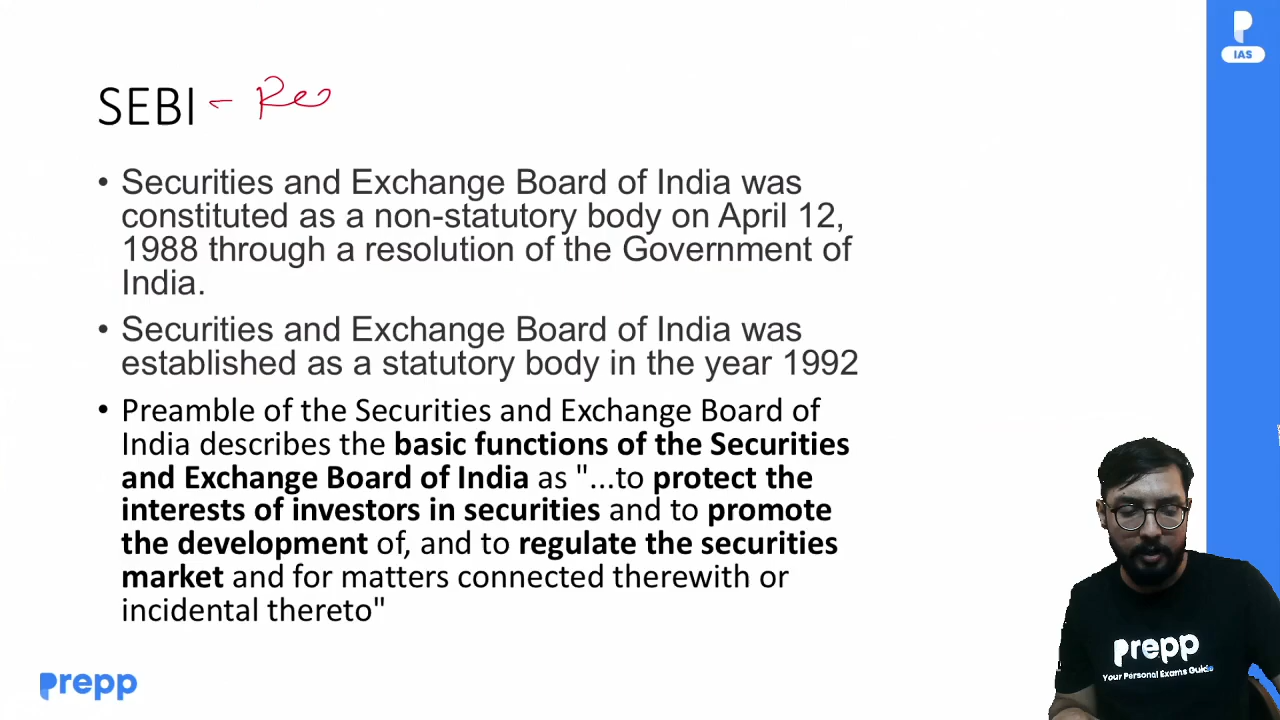 IAS
SEBI - Re
• Securities and Exchange Board of India was
constituted as a non-statutory body on April 12,
1988 through a resolution of the Government of
India.
• Securities and Exchange Board of India was
established as a statutory body in the year 1992
• Preamble of the Securities and Exchange Board of
India describes the basic functions of the Securities
and Exchange Board of India as "...to protect the
interests of investors in securities and to promote
the development of, and to regulate the securities
market and for matters connected therewith or
incidental thereto"
prepp
Your Personal Exams Guide
prepp